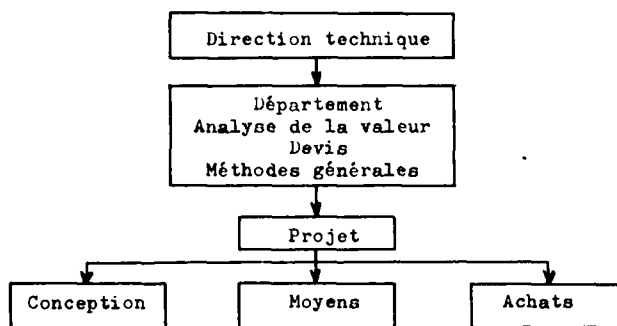 Direction technique
Département
Analyse de la valeur
Devis
Méthodes générales
Projet
Conception
Moyens
Achats